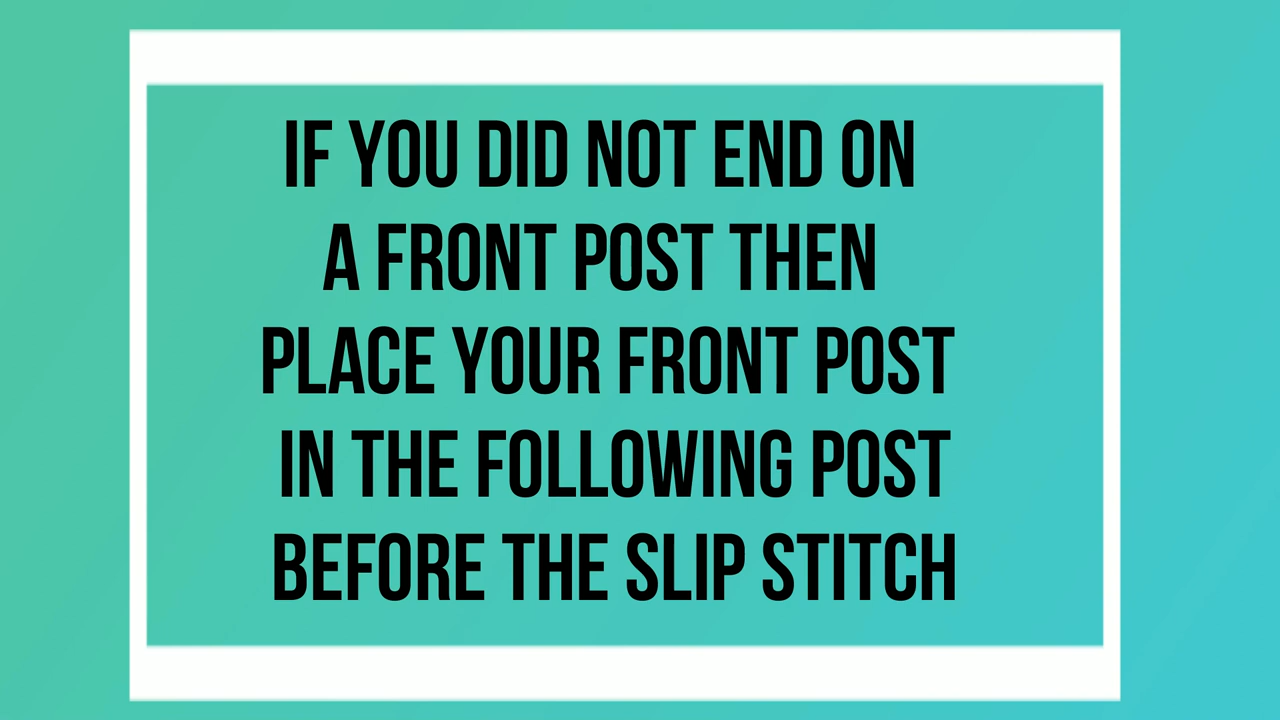 IF YOU DID NOT END ON
A FRONT POST THEN
PLACE YOUR FRONT POST
IN THE FOLLOWING POST
BEFORE THE SLIP STITCH